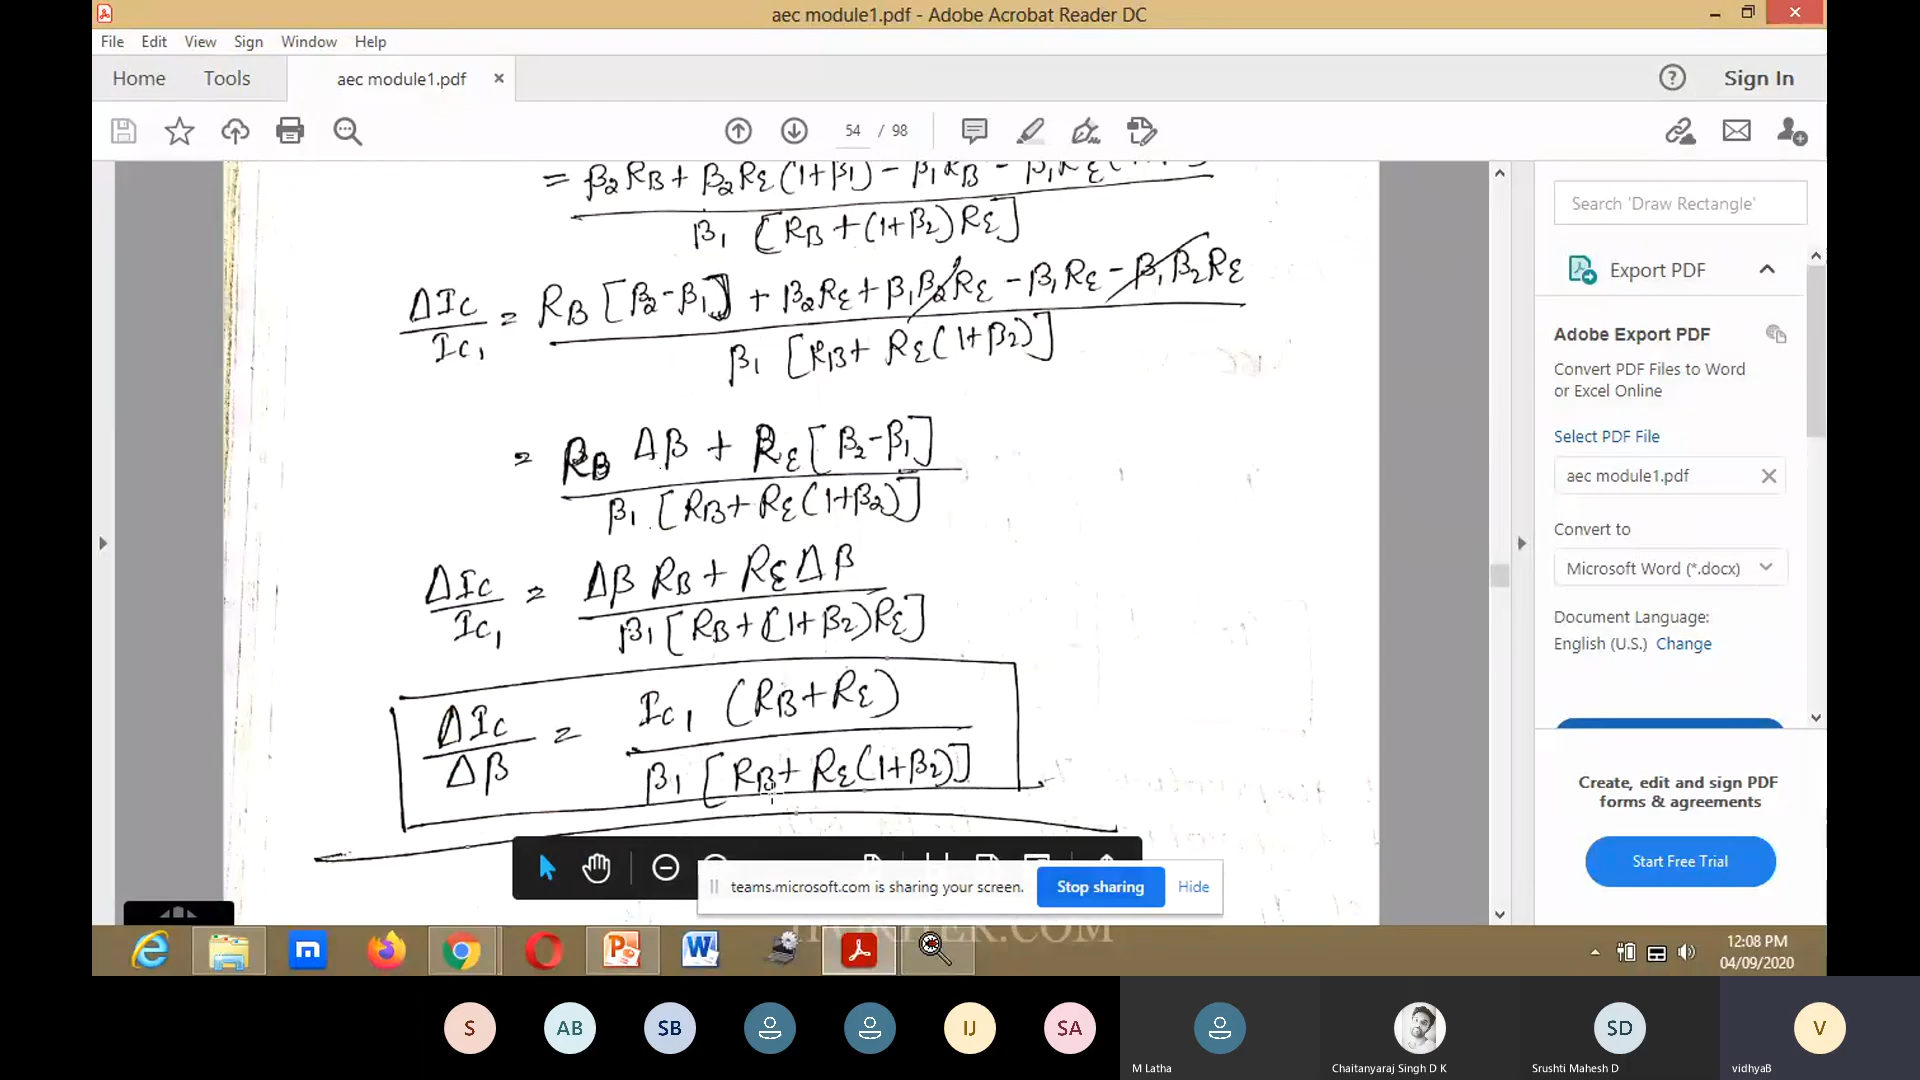 aec module1.pdf - Adobe Acrobat Reader DC
File Edit View Sign Window Help
Home Tools aec module1.pdf × Sign In
54 / 98
= β₂RB + β₂RE(1+β₁) - β₁RB - β₁RE(
β₁ [RB + (1+β₂)RE]
ΔIc/Ic₁ = RB[β₂-β₁] + β₂RE + β₁β₂RE - β₁RE - β₁β₂RE
β₁ [RB + RE(1+β₂)]
= RB Δβ + RE[β₂-β₁]
β₁ [RB + RE(1+β₂)]
ΔIc/Ic₁ = Δβ RB + RE Δβ
β₁ [RB + (1+β₂)RE]
ΔIc/Δβ = Ic₁ (RB + RE)
β₁ [RB + RE(1+β₂)]
Search 'Draw Rectangle'
Export PDF
Adobe Export PDF
Convert PDF Files to Word
or Excel Online
Select PDF File
aec module1.pdf
Convert to
Microsoft Word (*.docx)
Document Language:
English (U.S.) Change
Create, edit and sign PDF
forms & agreements
Start Free Trial
teams.microsoft.com is sharing your screen. Stop sharing Hide
12:08 PM
04/09/2020
S AB SB IJ SA SD V
M Latha Chaitanyaraj Singh D K Srushti Mahesh D vidhyaB